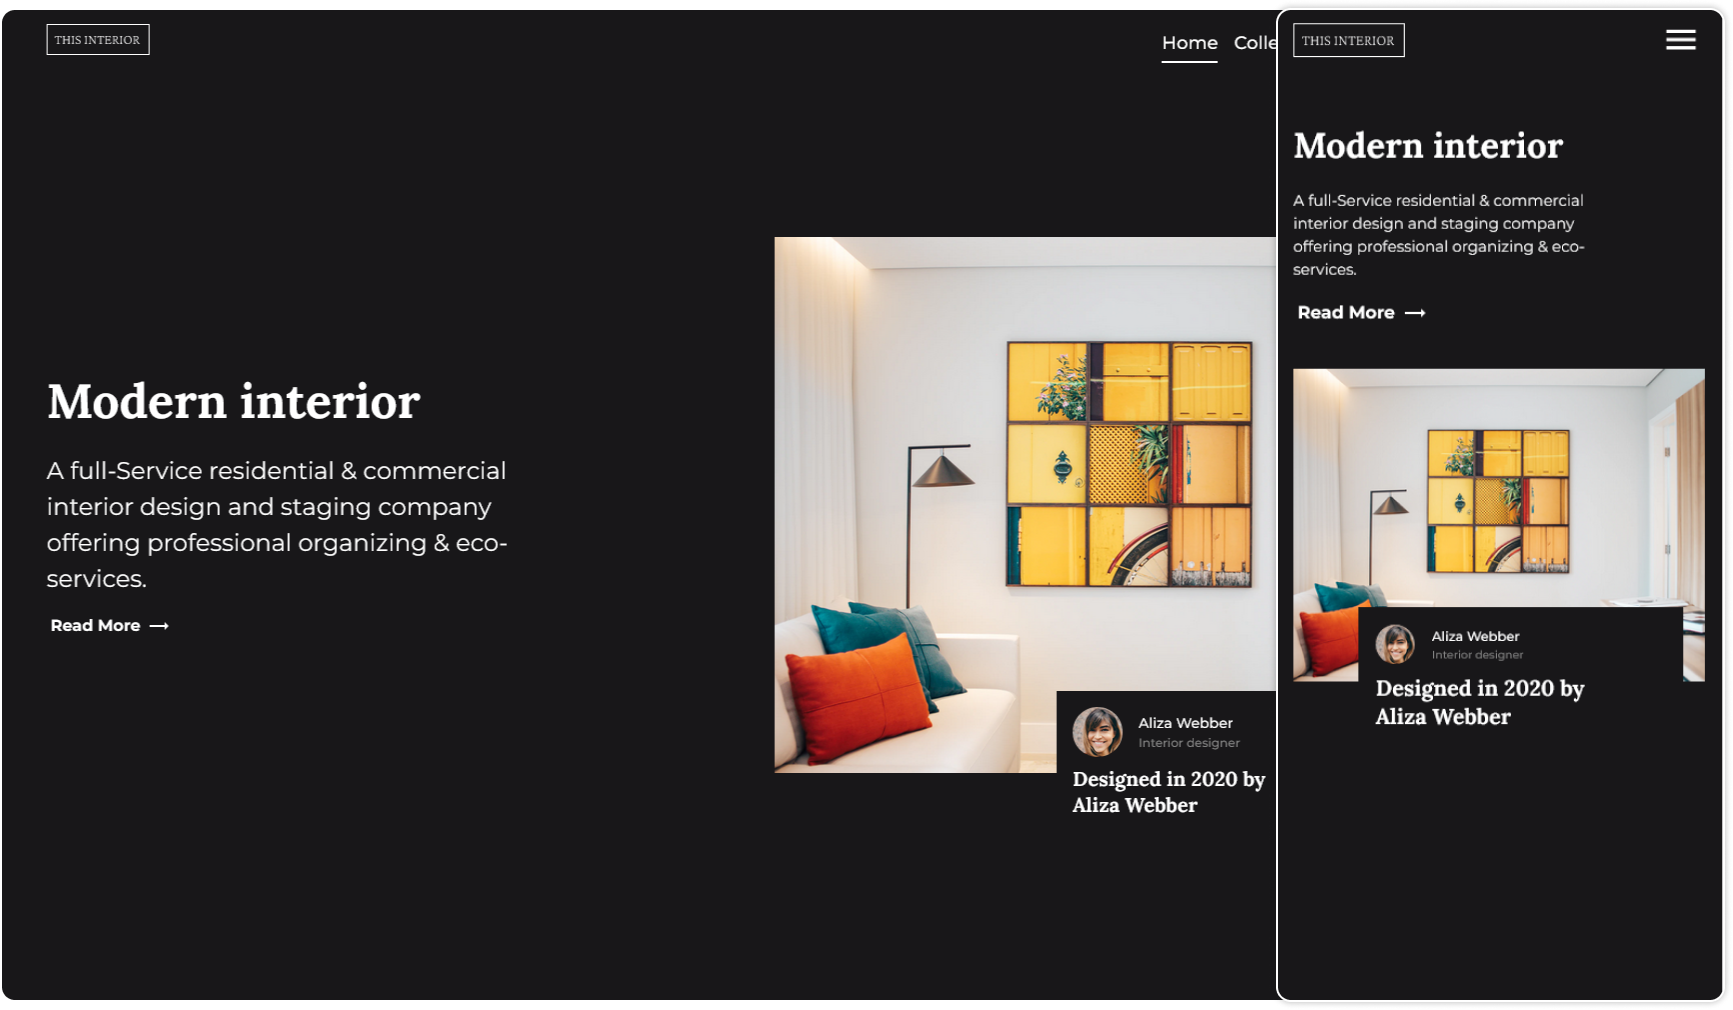 THIS INTERIOR
Home Colle
Modern interior
A full-Service residential & commercial
interior design and staging company
offering professional organizing & eco-
services.
Read More
Aliza Webber
Interior designer
Designed in 2020 by
Aliza Webber
THIS INTERIOR
Modern interior
A full-Service residential & commercial
interior design and staging company
offering professional organizing & eco-
services.
Read More
Aliza Webber
Interior designer
Designed in 2020 by
Aliza Webber